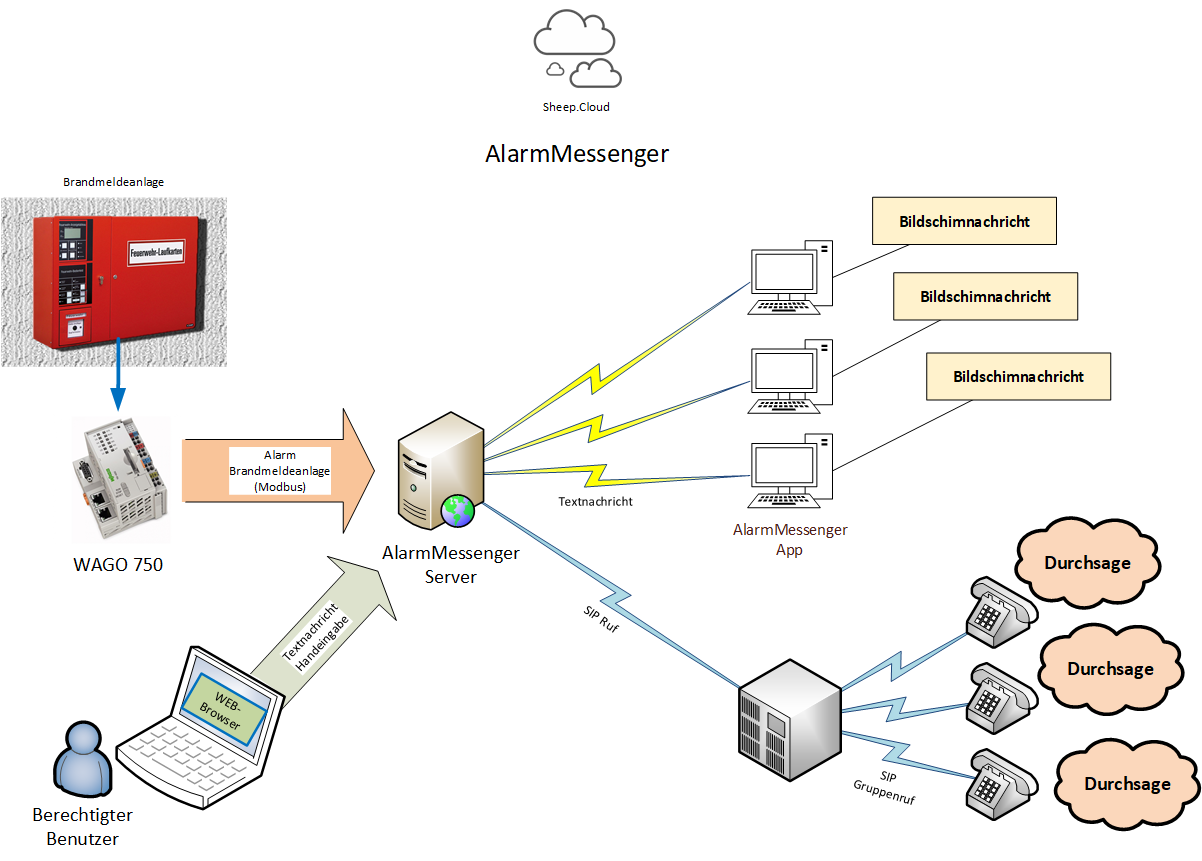 Sheep.Cloud
AlarmMessenger
Brandmeldeanlage
Feuerwehr-Laufkarten
Bildschimnachricht
Bildschimnachricht
Bildschimnachricht
Alarm
Brandmeldeanlage
(Modbus)
WAGO 750
AlarmMessenger
Server
Textnachricht
AlarmMessenger
App
Textnachricht
Handeingabe
SIP Ruf
Durchsage
Durchsage
Durchsage
WEB-
Browser
SIP
Gruppenruf
Berechtigter
Benutzer